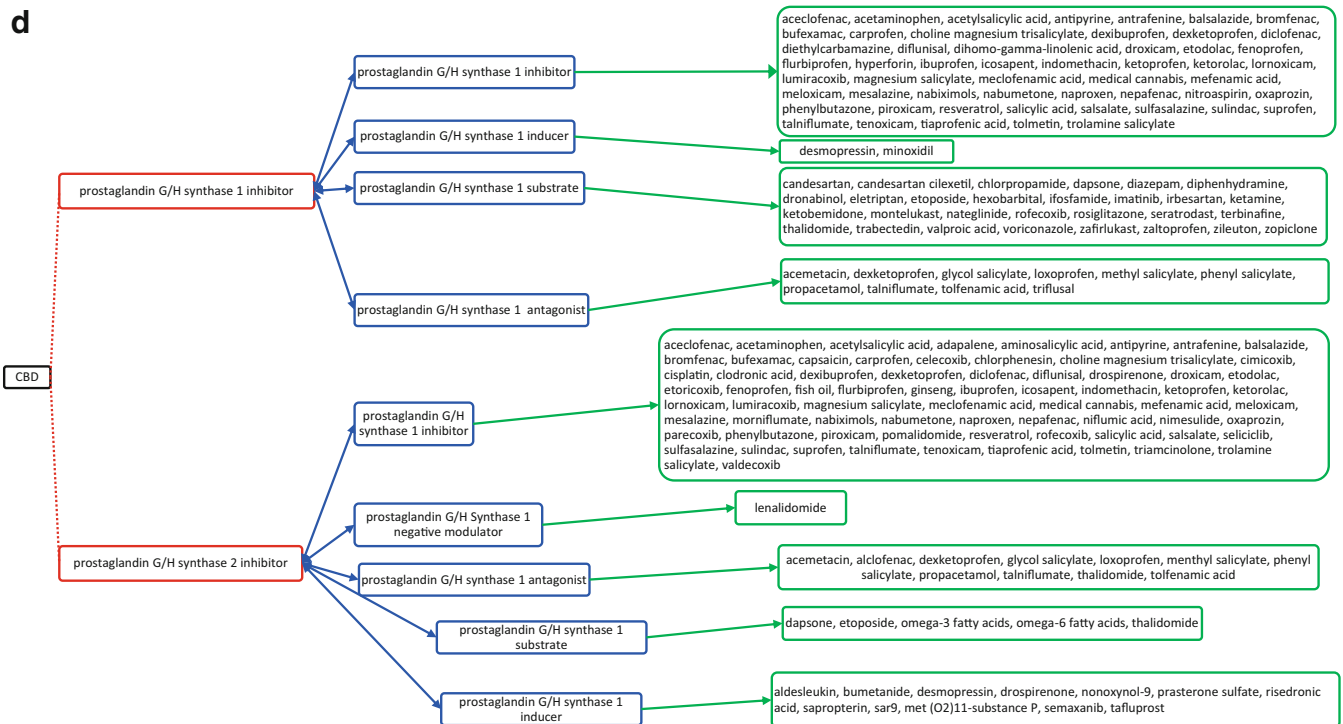 d
aceclofenac, acetaminophen, acetylsalicylic acid, antipyrine, antrafenine, balsalazide, bromfenac,
bufexamac, carprofen, choline magnesium trisalicylate, dexibuprofen, dexketoprofen, diclofenac,
diethylcarbamazine, diflunisal, dihomo-gamma-linolenic acid, droxicam, etodolac, fenoprofen,
flurbiprofen, hyperforin, ibuprofen, icosapent, indomethacin, ketoprofen, ketorolac, lornoxicam,
lumiracoxib, magnesium salicylate, meclofenamic acid, medical cannabis, mefenamic acid,
meloxicam, mesalazine, nabiximols, nabumetone, naproxen, nepafenac, nitroaspirin, oxaprozin,
phenylbutazone, piroxicam, resveratrol, salicylic acid, salsalate, sulfasalazine, sulindac, suprofen,
talniflumate, tenoxicam, tiaprofenic acid, tolmetin, trolamine salicylate
prostaglandin G/H synthase 1 inhibitor
prostaglandin G/H synthase 1 inducer
desmopressin, minoxidil
prostaglandin G/H synthase 1 inhibitor
prostaglandin G/H synthase 1 substrate
candesartan, candesartan cilexetil, chlorpropamide, dapsone, diazepam, diphenhydramine,
dronabinol, eletriptan, etoposide, hexobarbital, ifosfamide, imatinib, irbesartan, ketamine,
ketobemidone, montelukast, nateglinide, rofecoxib, rosiglitazone, seratrodast, terbinafine,
thalidomide, trabectedin, valproic acid, voriconazole, zafirlukast, zaltoprofen, zileuton, zopiclone
prostaglandin G/H synthase 1 antagonist
acemetacin, dexketoprofen, glycol salicylate, loxoprofen, methyl salicylate, phenyl salicylate,
propacetamol, talniflumate, tolfenamic acid, triflusal
CBD
aceclofenac, acetaminophen, acetylsalicylic acid, adapalene, aminosalicylic acid, antipyrine, antrafenine, balsalazide,
bromfenac, bufexamac, capsaicin, carprofen, celecoxib, chlorphenesin, choline magnesium trisalicylate, cimicoxib,
cisplatin, clodronic acid, dexibuprofen, dexketoprofen, diclofenac, diflunisal, drospirenone, droxicam, etodolac,
etoricoxib, fenoprofen, fish oil, flurbiprofen, ginseng, ibuprofen, icosapent, indomethacin, ketoprofen, ketorolac,
lornoxicam, lumiracoxib, magnesium salicylate, meclofenamic acid, medical cannabis, mefenamic acid, meloxicam,
mesalazine, morniflumate, nabiximols, nabumetone, naproxen, nepafenac, niflumic acid, nimesulide, oxaprozin,
parecoxib, phenylbutazone, piroxicam, pomalidomide, resveratrol, rofecoxib, salicylic acid, salsalate, seliciclib,
sulfasalazine, sulindac, suprofen, talniflumate, tenoxicam, tiaprofenic acid, tolmetin, triamcinolone, trolamine
salicylate, valdecoxib
prostaglandin G/H
synthase 1 inhibitor
prostaglandin G/H Synthase 1
negative modulator
lenalidomide
prostaglandin G/H synthase 2 inhibitor
prostaglandin G/H synthase 1 antagonist
acemetacin, alclofenac, dexketoprofen, glycol salicylate, loxoprofen, menthyl salicylate, phenyl
salicylate, propacetamol, talniflumate, thalidomide, tolfenamic acid
prostaglandin G/H synthase 1
substrate
dapsone, etoposide, omega-3 fatty acids, omega-6 fatty acids, thalidomide
prostaglandin G/H synthase 1
inducer
aldesleukin, bumetanide, desmopressin, drospirenone, nonoxynol-9, prasterone sulfate, risedronic
acid, sapropterin, sar9, met (O2)11-substance P, semaxanib, tafluprost